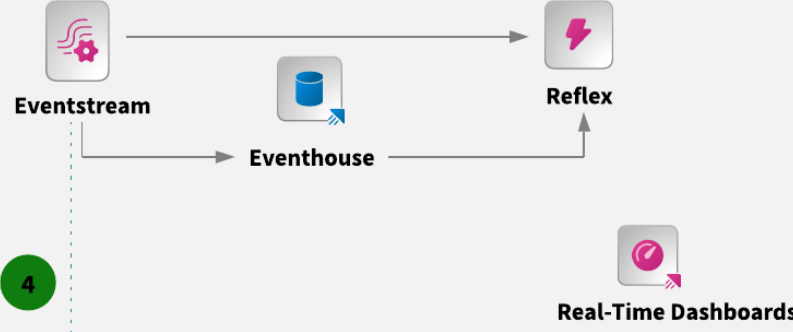 Eventstream
Reflex
Eventhouse
4
Real-Time Dashboards